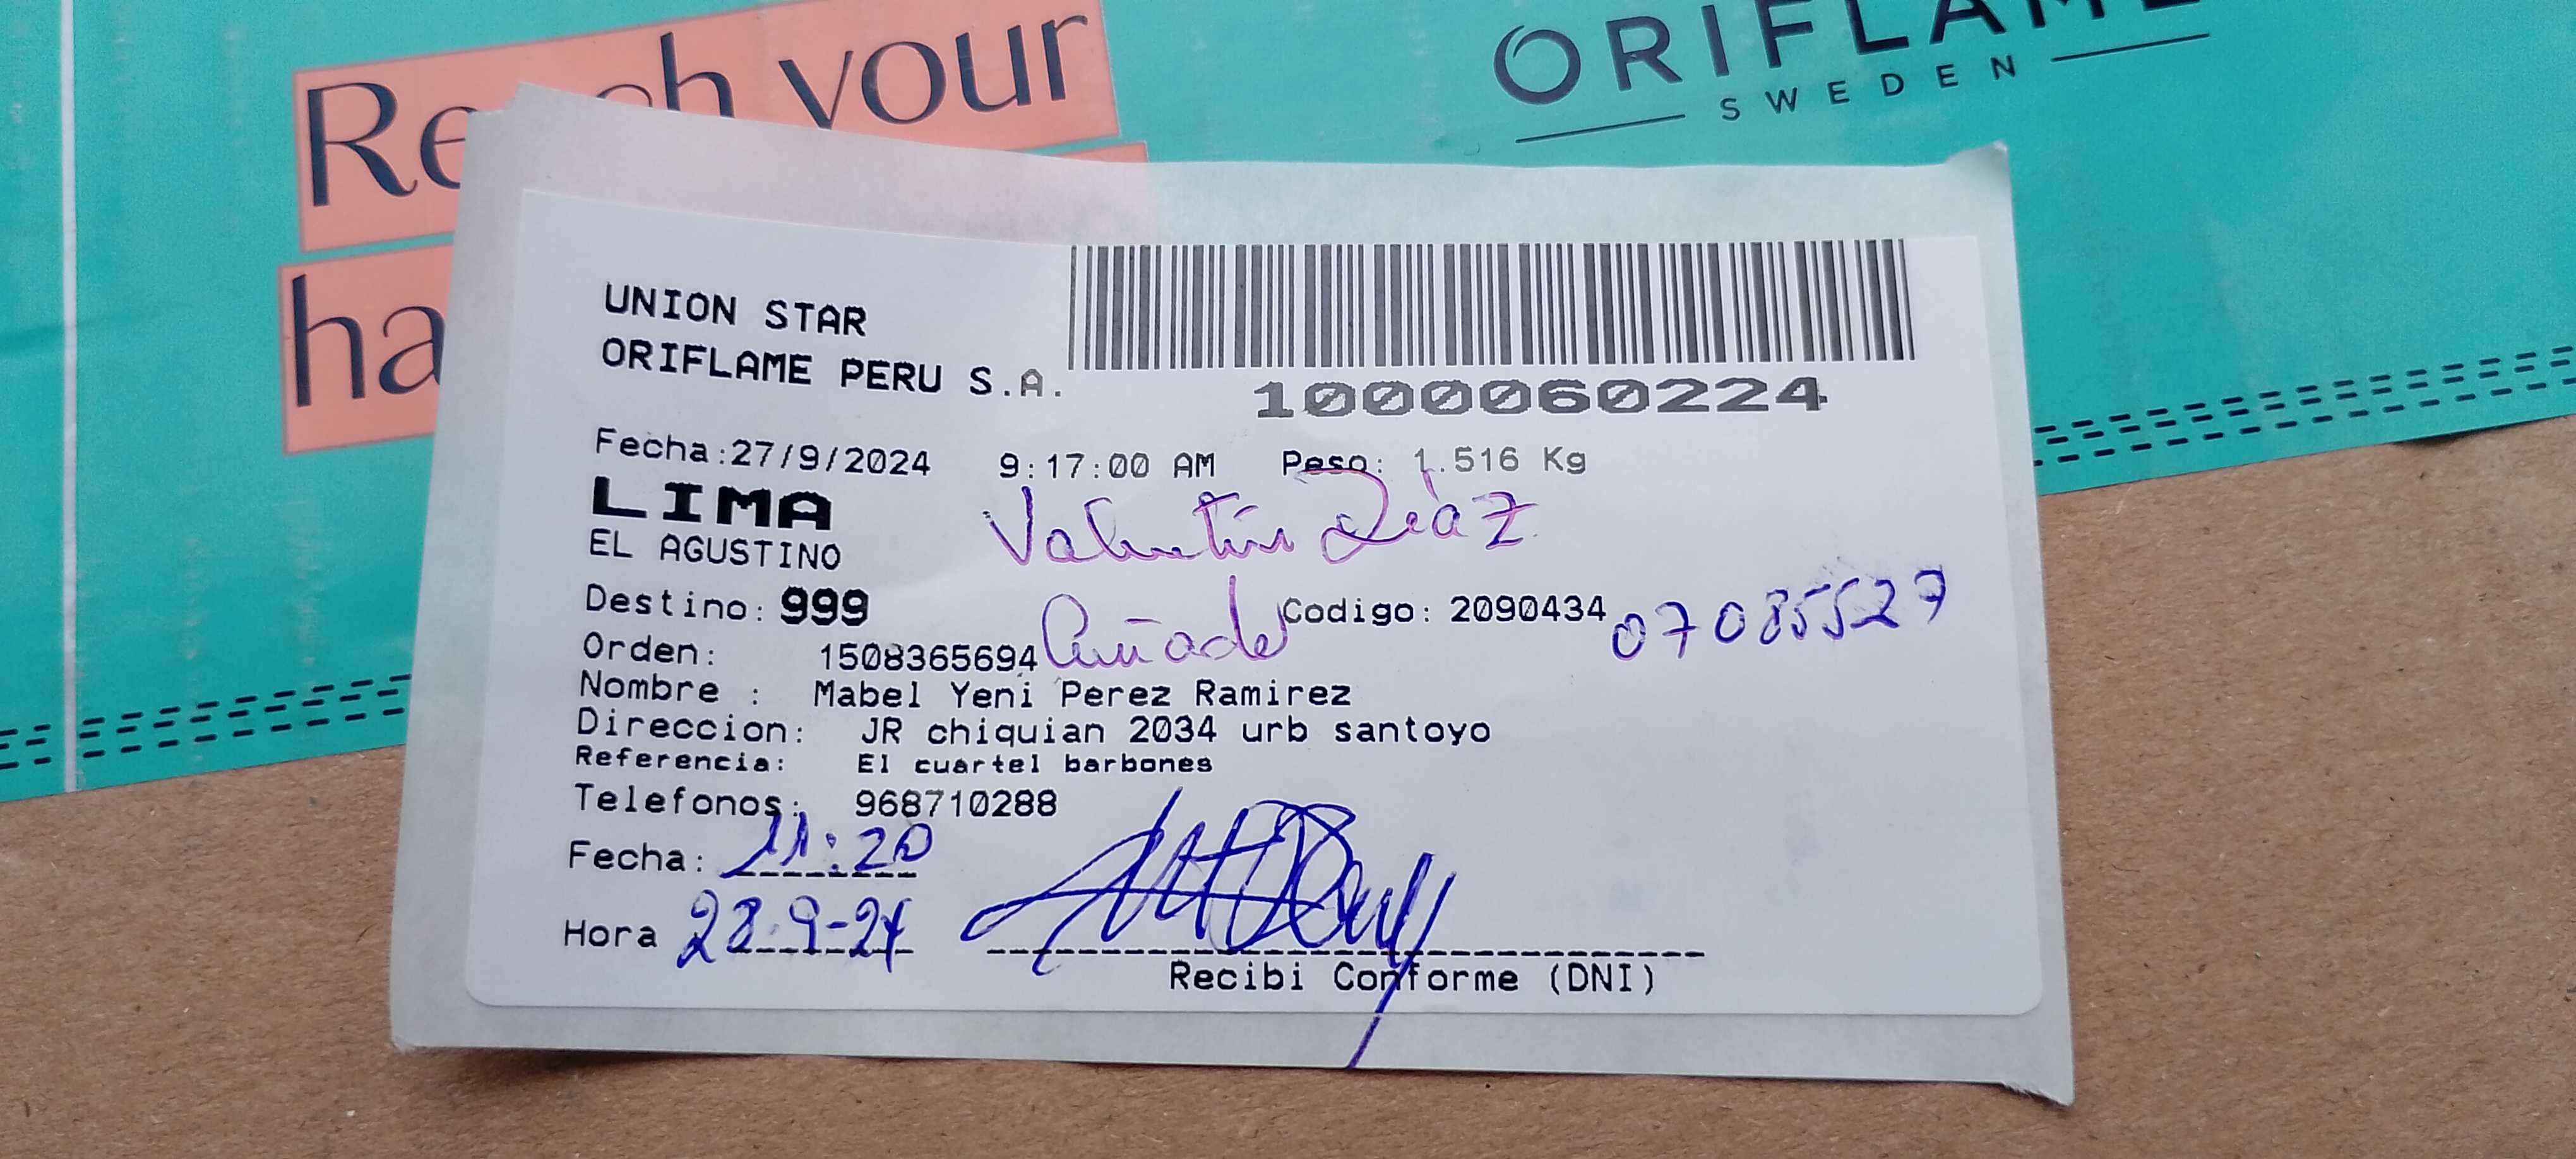 Reach your
ha
ORIFLAME
SWEDEN
UNION STAR
ORIFLAME PERU S.A.
1000060224
Fecha:27/9/2024 9:17:00 AM Peso: 1.516 Kg
LIMA
EL AGUSTINO
Valentín Díaz
Destino: 999
Cuñado
Codigo: 2090434
07085527
Orden: 1508365694
Nombre : Mabel Yeni Perez Ramirez
Direccion: JR chiquian 2034 urb santoyo
Referencia: El cuartel barbones
Telefonos: 968710288
Fecha: 11:20
Hora 28-9-24
Recibi Conforme (DNI)